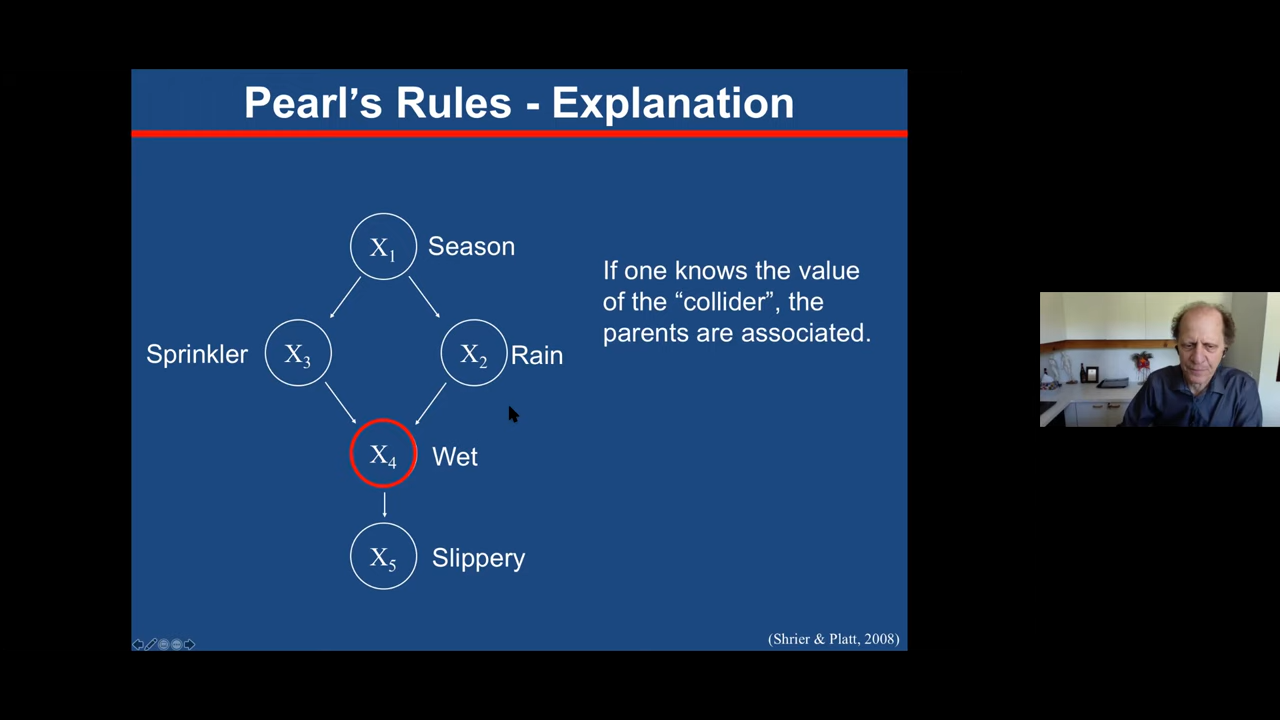 Pearl's Rules - Explanation
X1 Season
If one knows the value
of the “collider”, the
parents are associated.
Sprinkler X3 X2 Rain
X4 Wet
X5 Slippery
(Shrier & Platt, 2008)